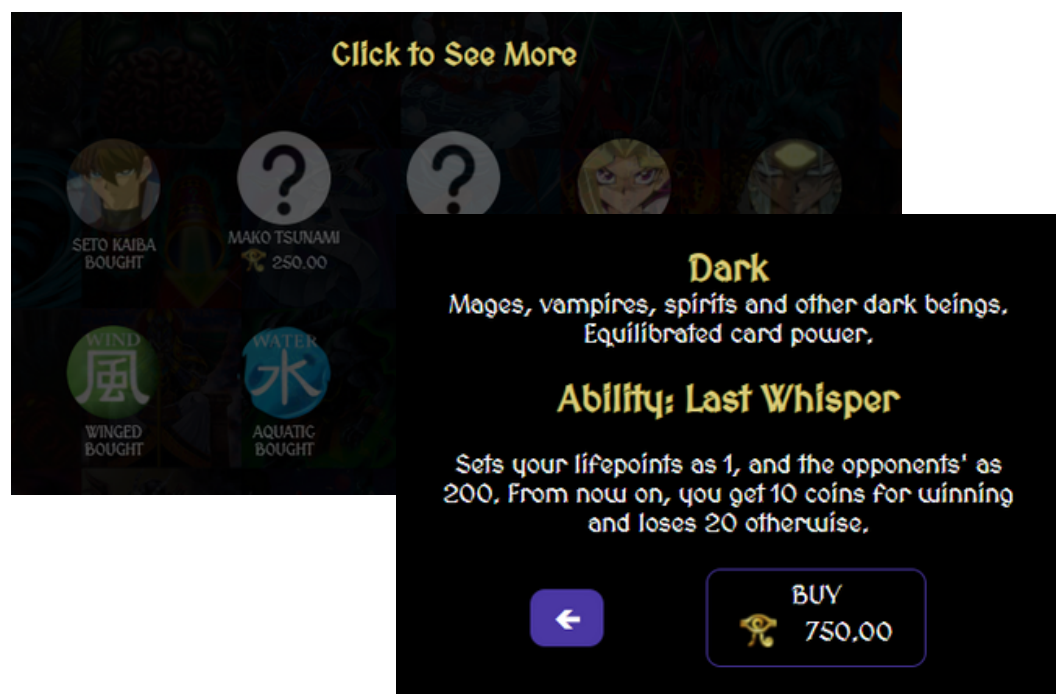 Click to See More
SETO KAIBA
BOUGHT
MAKO TSUNAMI
250.00
WIND
風
WINGED
BOUGHT
WATER
水
AQUATIC
BOUGHT
Dark
Mages, vampires, spirits and other dark beings.
Equilibrated card power.
Ability: Last Whisper
Sets your lifepoints as 1, and the opponents' as
200. From now on, you get 10 coins for winning
and loses 20 otherwise.
BUY
750.00